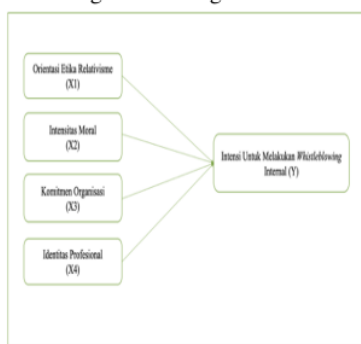 Orientasi Etika Relativisme
(X1)
Intensitas Moral
(X2)
Komitmen Organisasi
(X3)
Identitas Profesional
(X4)
Intensi Untuk Melakukan Whistleblowing
Internal (Y)